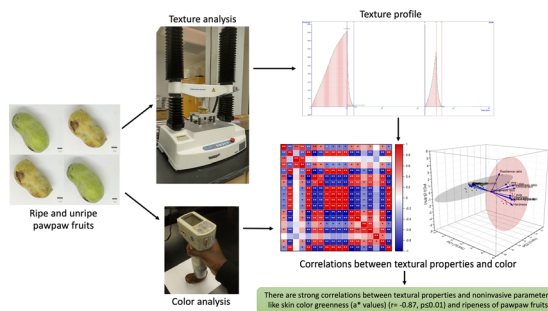 Texture analysis
Texture profile
Ripe and unripe
pawpaw fruits
Color analysis
Correlations between textural properties and color
There are strong correlations between textural properties and noninvasive parameter
like skin color greenness (a* values) (r= -0.87, p≤0.01) and ripeness of pawpaw fruits